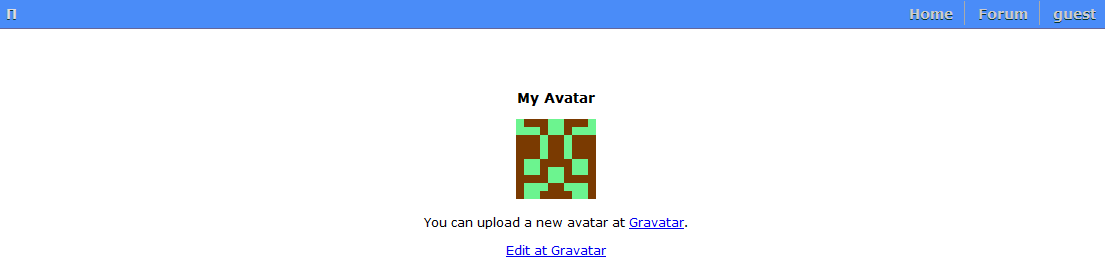 П
Home Forum guest
My Avatar
You can upload a new avatar at Gravatar.
Edit at Gravatar